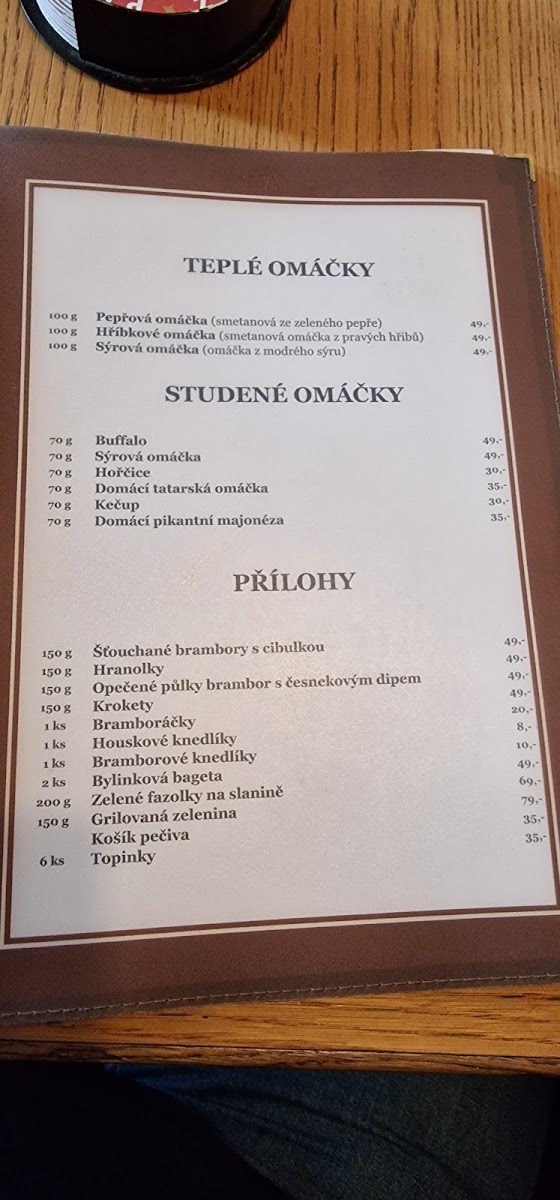 TEPLÉ OMÁČKY
100 g Pepřová omáčka (smetanová ze zeleného pepře) 49,-
100 g Hříbkové omáčka (smetanová omáčka z pravých hřibů) 49,-
100 g Sýrová omáčka (omáčka z modrého sýru) 49,-
STUDENÉ OMÁČKY
70 g Buffalo 49,-
70 g Sýrová omáčka 49,-
70 g Hořčice 30,-
70 g Domácí tatarská omáčka 35,-
70 g Kečup 30,-
70 g Domácí pikantní majonéza 35,-
PŘÍLOHY
150 g Šťouchané brambory s cibulkou 49,-
150 g Hranolky 49,-
150 g Opečené půlky brambor s česnekovým dipem 49,-
150 g Krokety 49,-
1 ks Bramboráčky 20,-
1 ks Houskové knedlíky 8,-
1 ks Bramborové knedlíky 10,-
2 ks Bylinková bageta 49,-
200 g Zelené fazolky na slanině 69,-
150 g Grilovaná zelenina 79,-
Košík pečiva 35,-
6 ks Topinky 35,-